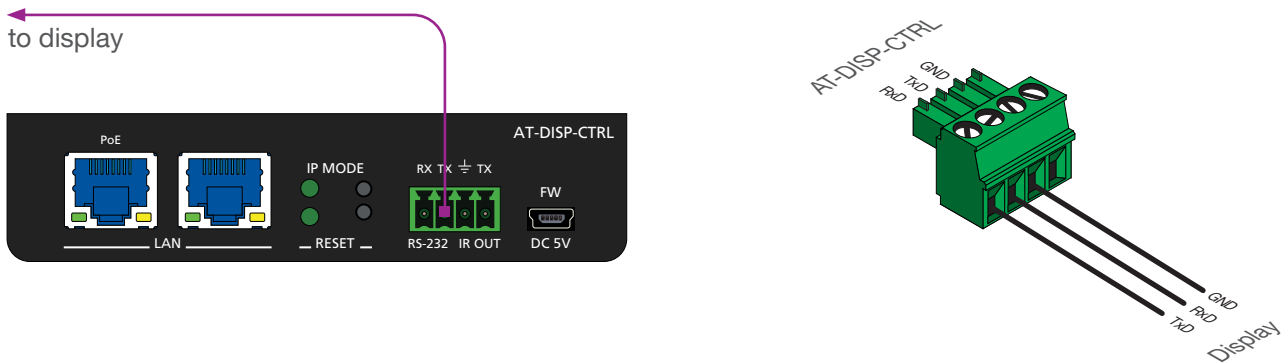 to display
AT-DISP-CTRL
PoE
IP MODE
RX TX TX
FW
LAN
RESET
RS-232 IR OUT
DC 5V
AT-DISP-CTRL
GND
TxD
RxD
GND
RxD
TxD
Display